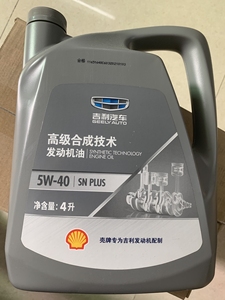 吉利汽车
GEELY AUTO
高级合成技术
发动机油
SYNTHETIC TECHNOLOGY
ENGINE OIL
5W-40 SN PLUS
净含量:4升
壳牌专为吉利发动机配制